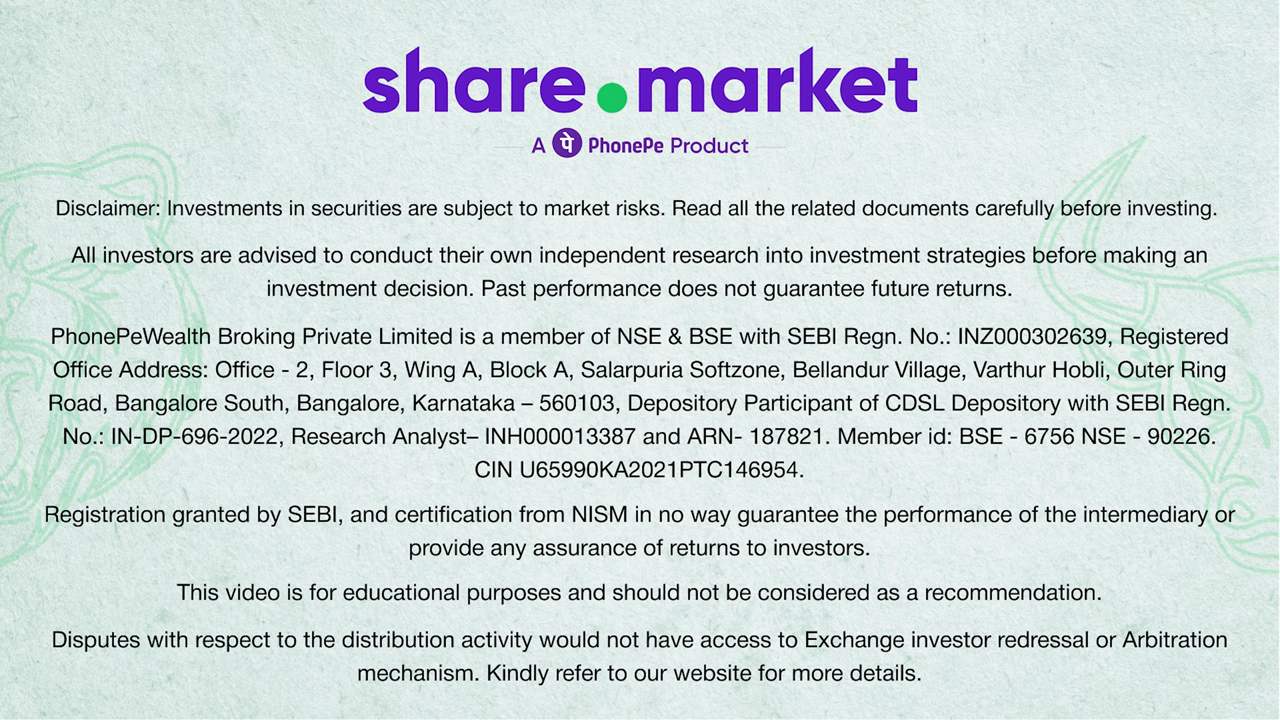 share.market
A पे PhonePe Product
Disclaimer: Investments in securities are subject to market risks. Read all the related documents carefully before investing.
All investors are advised to conduct their own independent research into investment strategies before making an
investment decision. Past performance does not guarantee future returns.
PhonePeWealth Broking Private Limited is a member of NSE & BSE with SEBI Regn. No.: INZ000302639, Registered
Office Address: Office - 2, Floor 3, Wing A, Block A, Salarpuria Softzone, Bellandur Village, Varthur Hobli, Outer Ring
Road, Bangalore South, Bangalore, Karnataka – 560103, Depository Participant of CDSL Depository with SEBI Regn.
No.: IN-DP-696-2022, Research Analyst– INH000013387 and ARN- 187821. Member id: BSE - 6756 NSE - 90226.
CIN U65990KA2021PTC146954.
Registration granted by SEBI, and certification from NISM in no way guarantee the performance of the intermediary or
provide any assurance of returns to investors.
This video is for educational purposes and should not be considered as a recommendation.
Disputes with respect to the distribution activity would not have access to Exchange investor redressal or Arbitration
mechanism. Kindly refer to our website for more details.